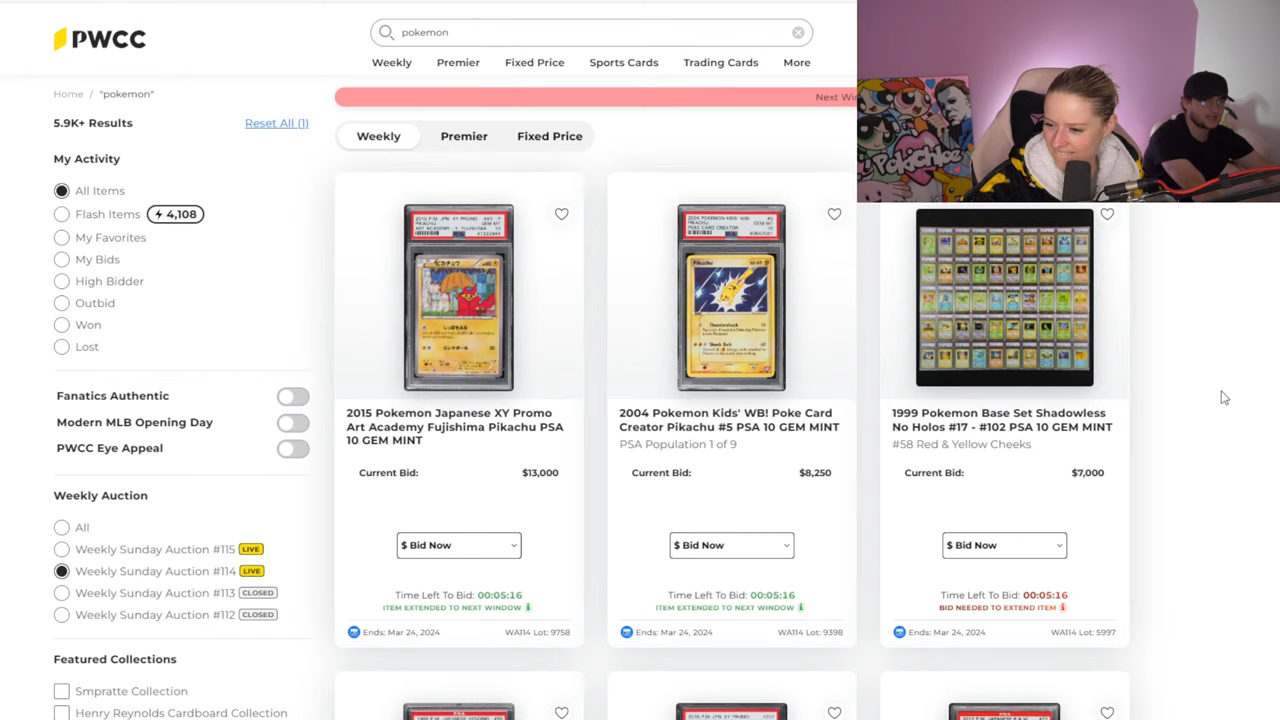 PWCC
pokemon
Weekly Premier Fixed Price Sports Cards Trading Cards More
Home / "pokemon"
5.9K+ Results Reset All (1)
My Activity
All Items
Flash Items 4,108
My Favorites
My Bids
High Bidder
Outbid
Won
Lost
Fanatics Authentic
Modern MLB Opening Day
PWCC Eye Appeal
Weekly Auction
All
Weekly Sunday Auction #115 LIVE
Weekly Sunday Auction #114 LIVE
Weekly Sunday Auction #113 CLOSED
Weekly Sunday Auction #112 CLOSED
Featured Collections
Smpratte Collection
Henry Reynolds Cardboard Collection
Next Wi
Weekly Premier Fixed Price
2015 Pokemon Japanese XY Promo
Art Academy Fujishima Pikachu PSA
10 GEM MINT
Current Bid: $13,000
$ Bid Now
Time Left To Bid: 00:05:16
ITEM EXTENDED TO NEXT WINDOW
Ends: Mar 24, 2024 WA114 Lot: 9758
Pikachu
Thundershock
2004 Pokemon Kids' WB! Poke Card
Creator Pikachu #5 PSA 10 GEM MINT
PSA Population 1 of 9
Current Bid: $8,250
$ Bid Now
Time Left To Bid: 00:05:16
ITEM EXTENDED TO NEXT WINDOW
Ends: Mar 24, 2024 WA114 Lot: 9398
1999 Pokemon Base Set Shadowless
No Holos #17 - #102 PSA 10 GEM MINT
#58 Red & Yellow Cheeks
Current Bid: $7,000
$ Bid Now
Time Left To Bid: 00:05:16
BID NEEDED TO EXTEND ITEM
Ends: Mar 24, 2024 WA114 Lot: 5997
PokiChloe